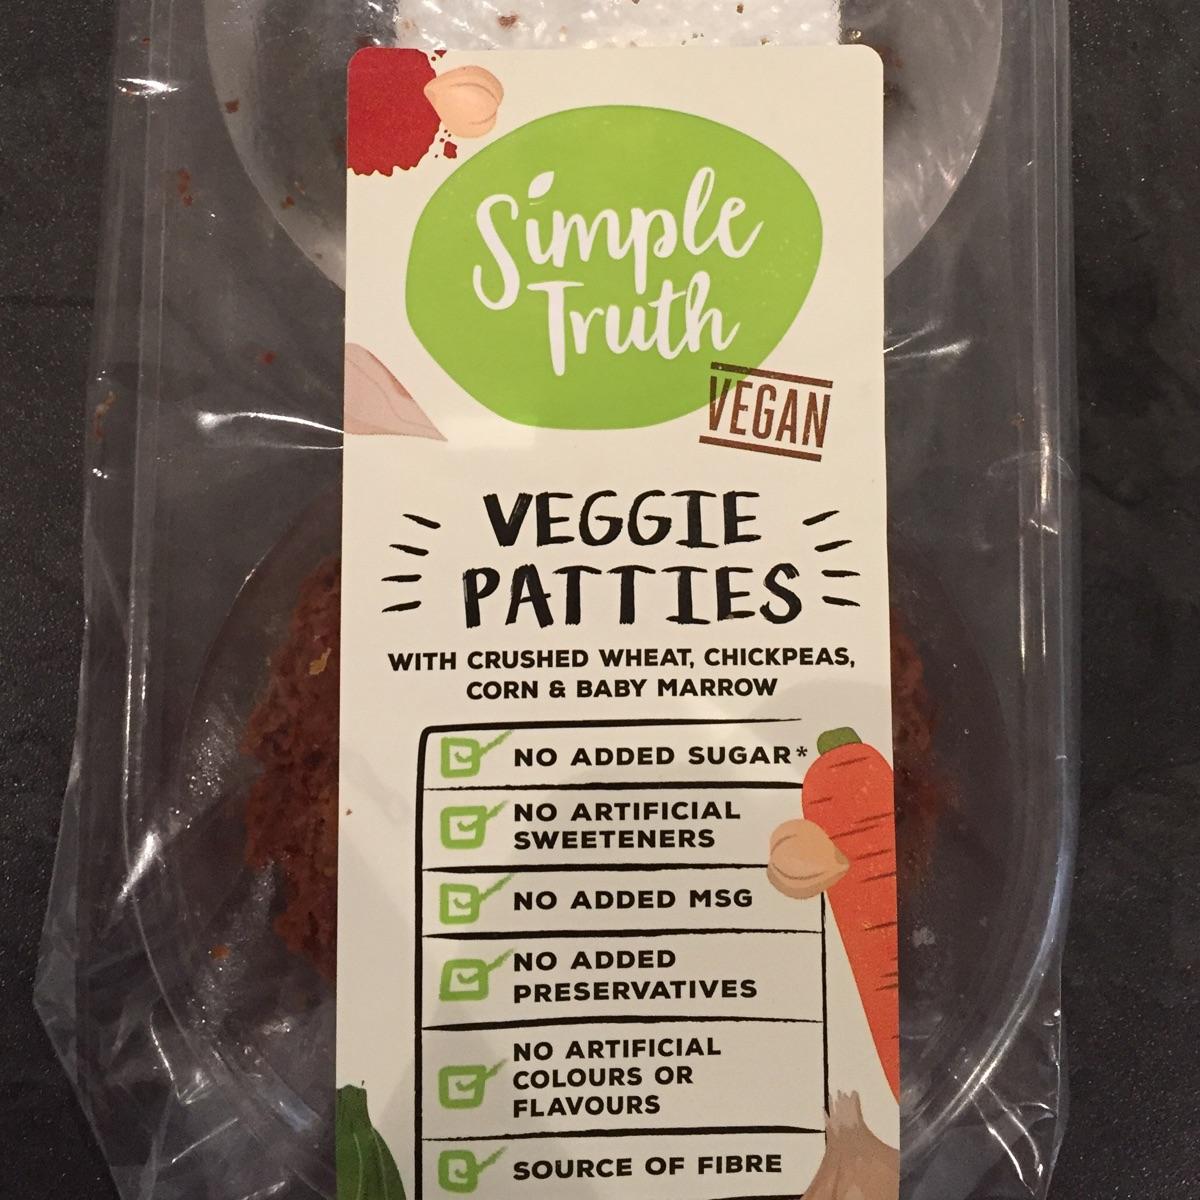 Simple
Truth
VEGAN
VEGGIE
PATTIES
WITH CRUSHED WHEAT, CHICKPEAS,
CORN & BABY MARROW
NO ADDED SUGAR*
NO ARTIFICIAL
SWEETENERS
NO ADDED MSG
NO ADDED
PRESERVATIVES
NO ARTIFICIAL
COLOURS OR
FLAVOURS
SOURCE OF FIBRE